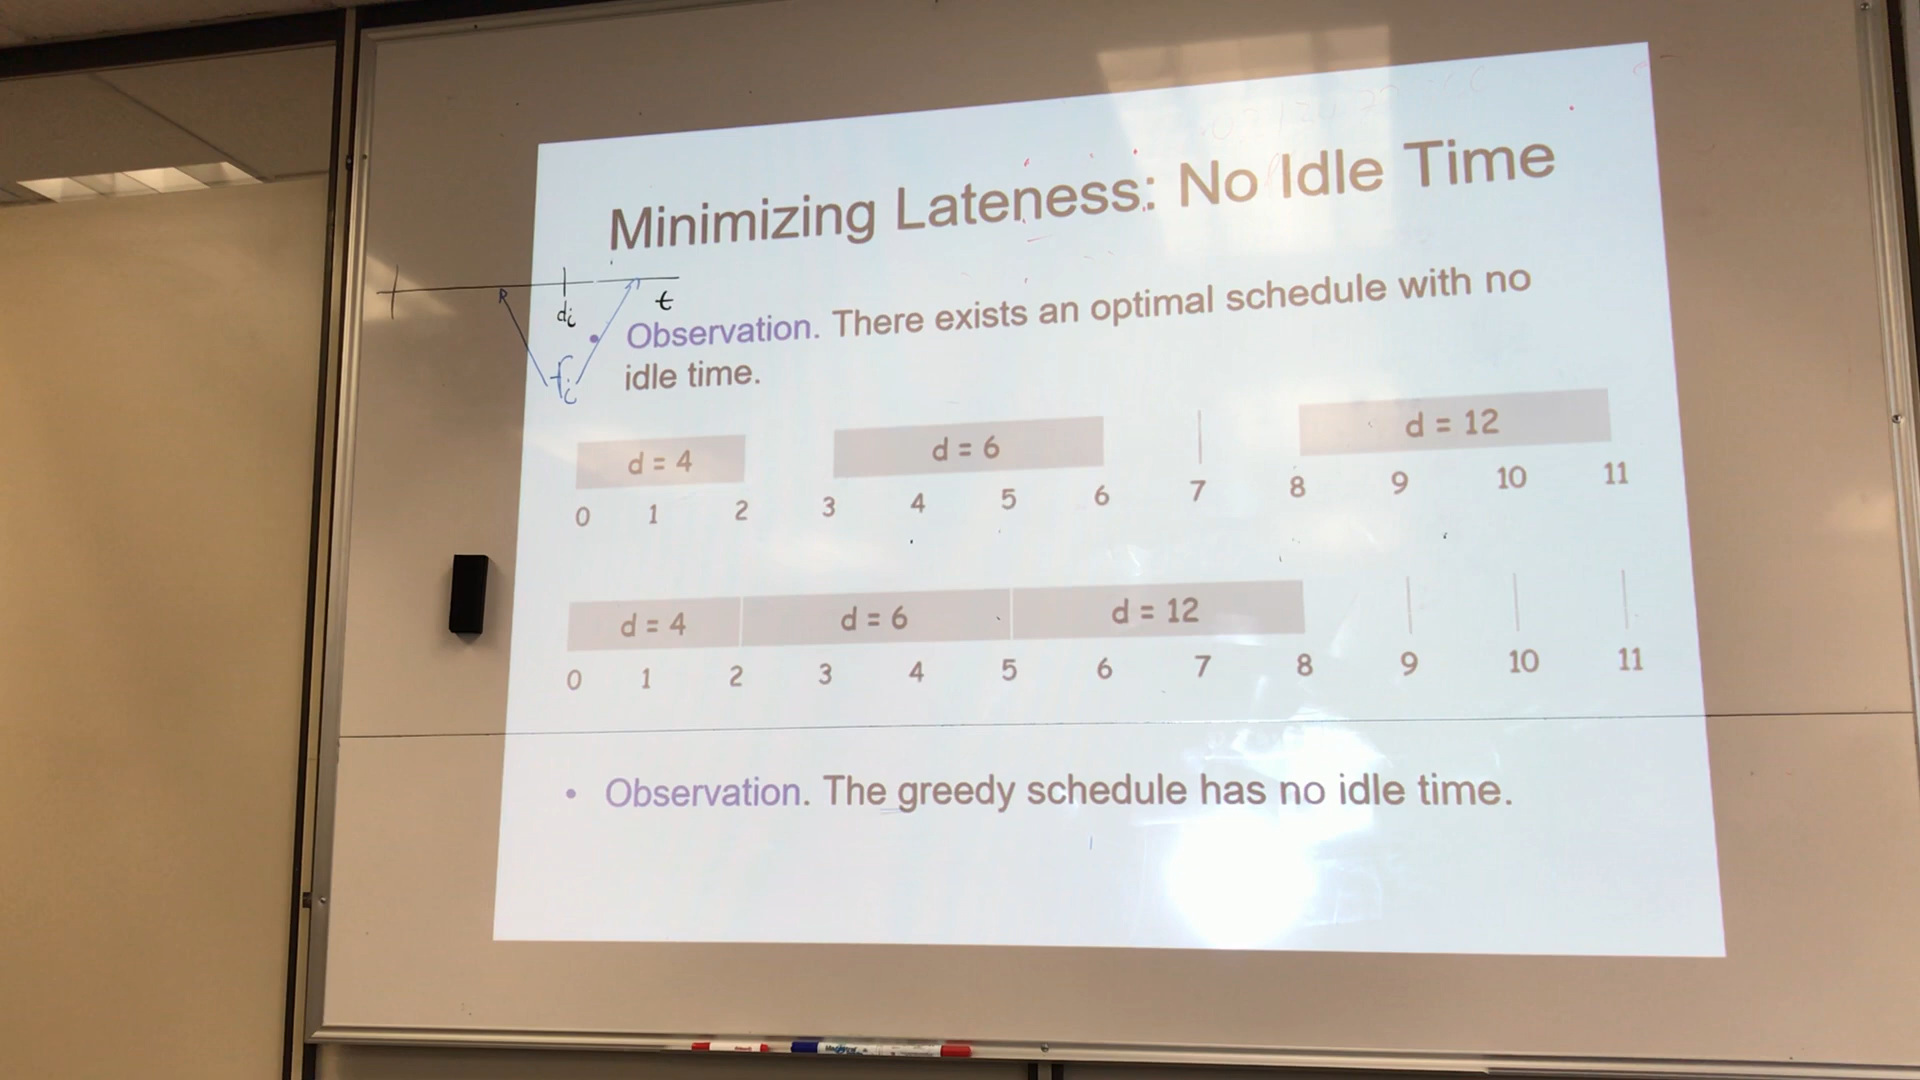 Minimizing Lateness: No Idle Time
di
t
fi
• Observation. There exists an optimal schedule with no
idle time.
d = 4 d = 6 d = 12
0 1 2 3 4 5 6 7 8 9 10 11
d = 4 d = 6 d = 12
0 1 2 3 4 5 6 7 8 9 10 11
• Observation. The greedy schedule has no idle time.